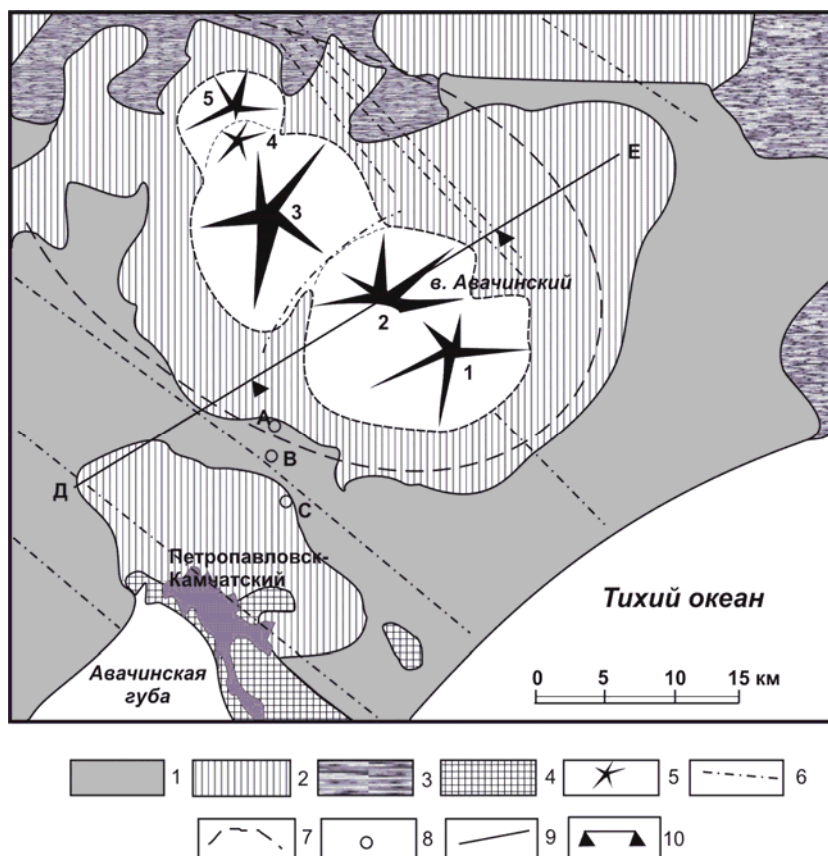 5
4
Е
3
в. Авачинский
2
1
А
В
Д
С
Петропавловск-
Камчатский
Тихий океан
Авачинская
губа
0 5 10 15 км
1 2 3 4 5 6
7 8 9 10